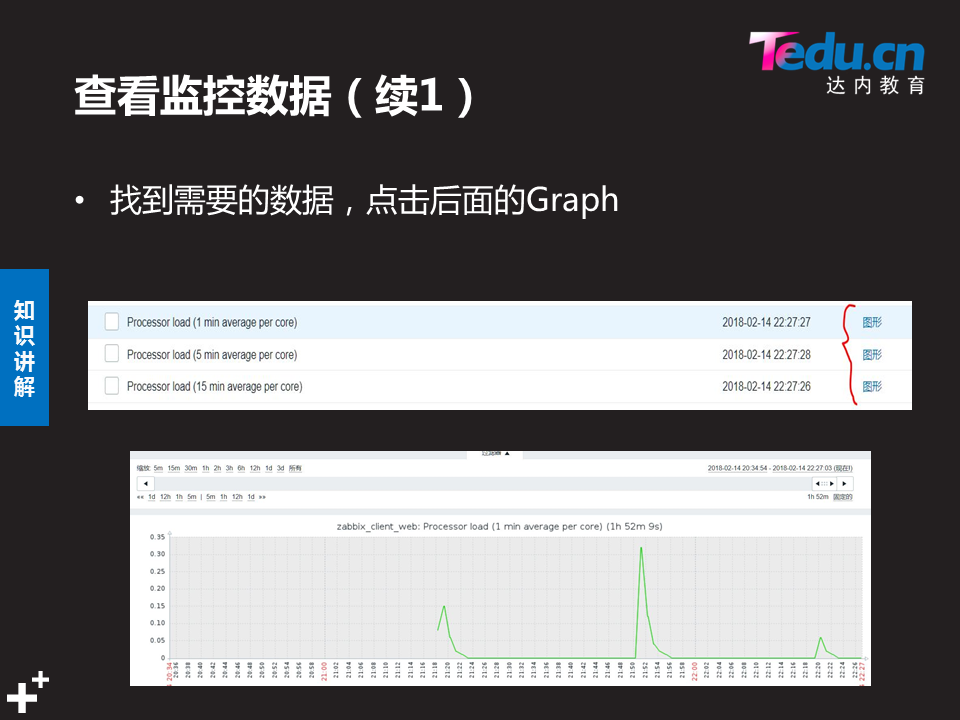 Tedu.cn
达内教育
查看监控数据（续1）
• 找到需要的数据，点击后面的Graph
知识讲解
Processor load (1 min average per core) 2018-02-14 22:27:27 图形
Processor load (5 min average per core) 2018-02-14 22:27:28 图形
Processor load (15 min average per core) 2018-02-14 22:27:26 图形
过滤器 ▲
缩放: 5m 15m 30m 1h 2h 3h 6h 12h 1d 3d 所有 2018-02-14 20:34:54 - 2018-02-14 22:27:03 (现在!)
«« 1d 12h 1h 5m | 5m 1h 12h 1d »» 1h 52m 固定的
zabbix_client_web: Processor load (1 min average per core) (1h 52m 9s)
0.35
0.30
0.25
0.20
0.15
0.10
0.05
0
20:34 20:36 20:38 20:40 20:42 20:44 20:46 20:48 20:50 20:52 20:54 20:56 20:58 21:00 21:02 21:04 21:06 21:08 21:10 21:12 21:14 21:16 21:18 21:20 21:22 21:24 21:26 21:28 21:30 21:32 21:34 21:36 21:38 21:40 21:42 21:44 21:46 21:48 21:50 21:52 21:54 21:56 21:58 22:00 22:02 22:04 22:06 22:08 22:10 22:12 22:14 22:16 22:18 22:20 22:22 22:24 22:26 22:27